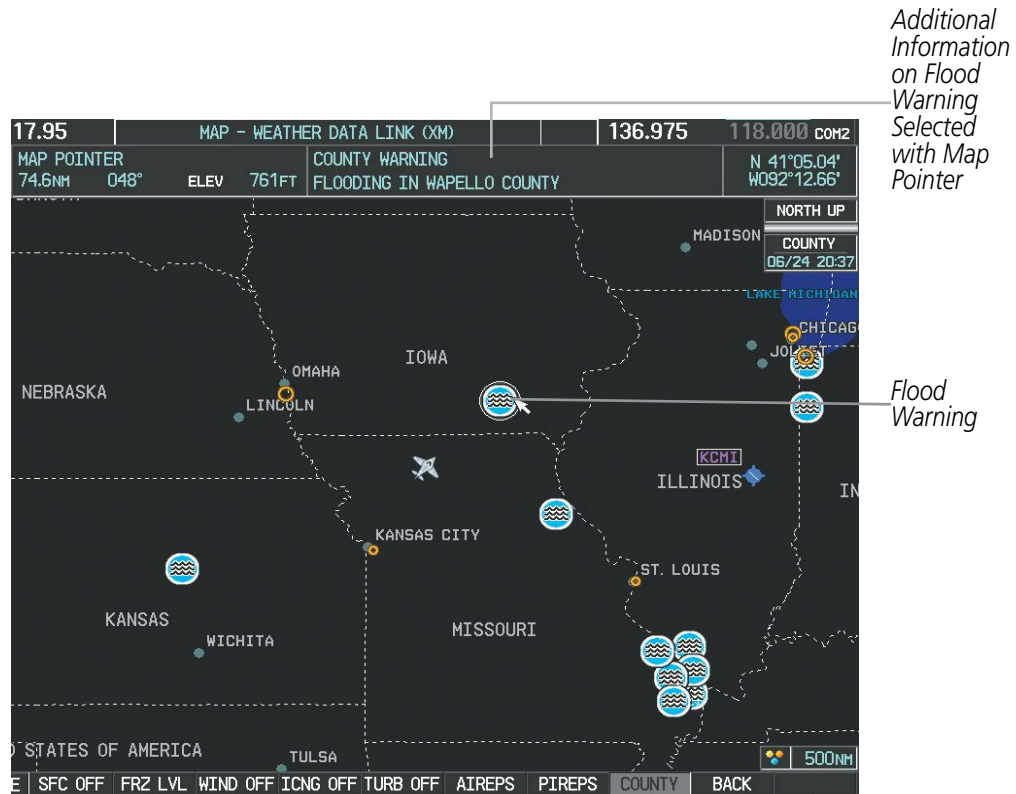 Additional
Information
on Flood
Warning
Selected
with Map
Pointer
17.95 MAP - WEATHER DATA LINK (XM) 136.975 118.000 COM2
MAP POINTER COUNTY WARNING N 41°05.04'
74.6NM 048° ELEV 761FT FLOODING IN WAPELLO COUNTY W092°12.66'
NORTH UP
MADISON
COUNTY
06/24 20:37
LAKE MICHIGAN
CHICAG
JOLIET
IOWA
OMAHA
NEBRASKA
LINCOLN
Flood
Warning
KCMI
ILLINOIS
IN
KANSAS CITY
ST. LOUIS
KANSAS
MISSOURI
WICHITA
STATES OF AMERICA
TULSA
500NM
E SFC OFF FRZ LVL WIND OFF ICNG OFF TURB OFF AIREPS PIREPS COUNTY BACK